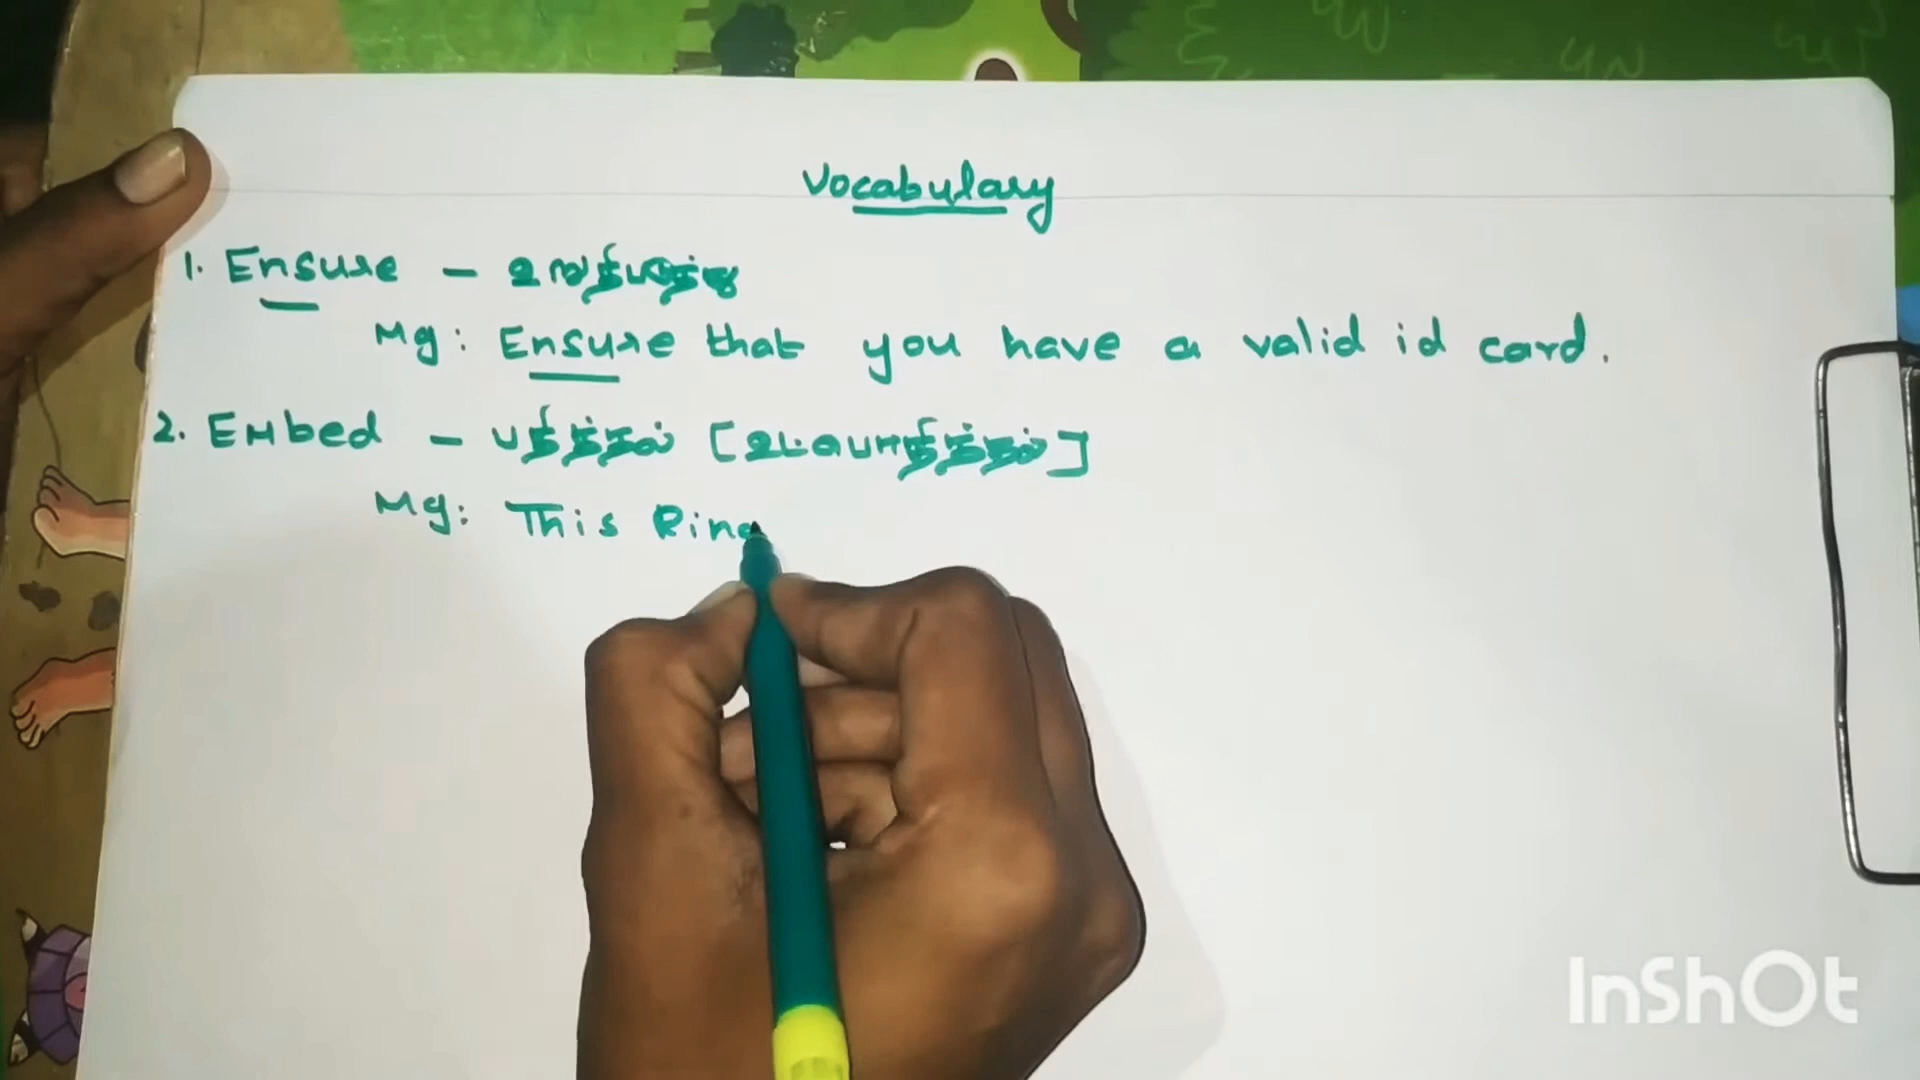 Vocabulary
1. Ensure - உறுதிபடுத்து
Mg: Ensure that you have a valid id card.
2. Embed - பதித்தல் [உட்பொதித்தல்]
Mg: This Ring
InShOt